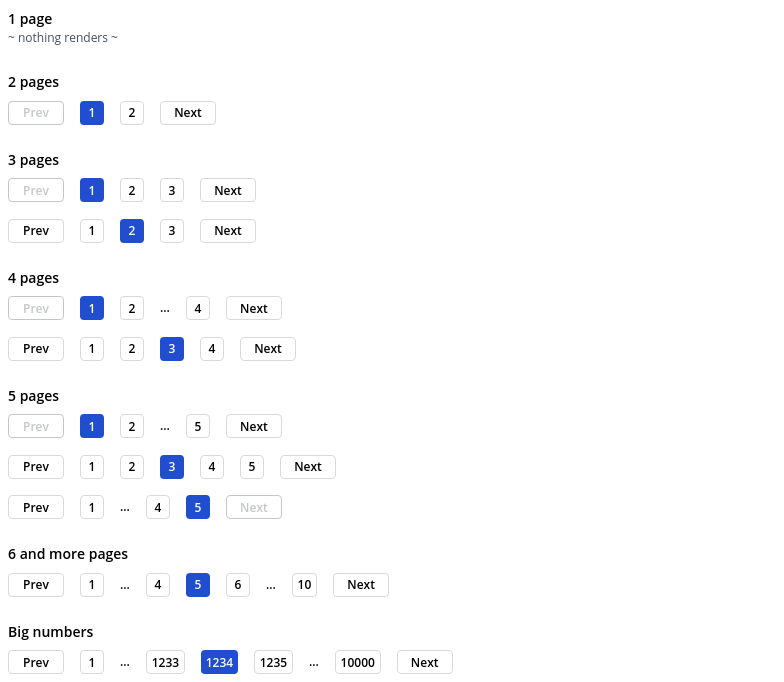 1 page
~ nothing renders ~
2 pages
Prev 1 2 Next
3 pages
Prev 1 2 3 Next
Prev 1 2 3 Next
4 pages
Prev 1 2 ... 4 Next
Prev 1 2 3 4 Next
5 pages
Prev 1 2 ... 5 Next
Prev 1 2 3 4 5 Next
Prev 1 ... 4 5 Next
6 and more pages
Prev 1 ... 4 5 6 ... 10 Next
Big numbers
Prev 1 ... 1233 1234 1235 ... 10000 Next